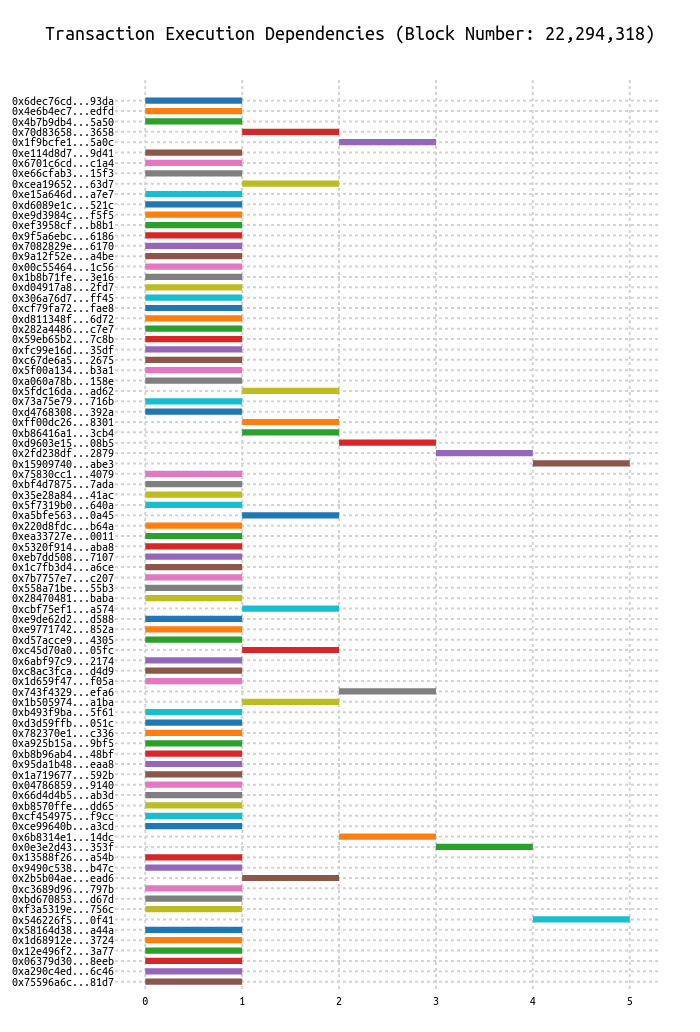 Transaction Execution Dependencies (Block Number: 22,294,318)
0x6dec76cd...93da
0x4e6b4ec7...edfd
0x4b7b9db4...5a50
0x70d83658...3658
0x1f9bcfe1...5a0c
0xe114d8d7...9d41
0x6701c6cd...c1a4
0xe66cfab3...15f3
0xcea19652...63d7
0xe15a646d...a7e7
0xd6089e1c...521c
0xe9d3984c...f5f5
0xef3958cf...b8b1
0x9f5a6ebc...6186
0x7082829e...6170
0x9a12f52e...a4be
0x00c55464...1c56
0x1b8b71fe...3e16
0xd04917a8...2fd7
0x306a76d7...ff45
0xcf79fa72...fae8
0xd811348f...6d72
0x282a4486...c7e7
0x59eb65b2...7c8b
0xfc99e16d...35df
0xc67de6a5...2675
0x5f00a134...b3a1
0xa060a78b...158e
0x5fdc16da...ad62
0x73a75e79...716b
0xd4768308...392a
0xff00dc26...8301
0xb86416a1...3cb4
0xd9603e15...08b5
0x2fd238df...2879
0x15909740...abe3
0x75830cc1...4079
0xbf4d7875...7ada
0x35e28a84...41ac
0x5f7319b0...640a
0xa5bfe563...0a45
0x220d8fdc...b64a
0xea33727e...0011
0x5320f914...aba8
0xeb7dd508...7107
0x1c7fb3d4...a6ce
0x7b7757e7...c207
0x558a71be...55b3
0x28470481...baba
0xcbf75ef1...a574
0xe9de62d2...d588
0xe9771742...852a
0xd57acce9...4305
0xc45d70a0...05fc
0x6abf97c9...2174
0xc8ac3fca...d4d9
0x1d659f47...f05a
0x743f4329...efa6
0x1b505974...a1ba
0xb493f9ba...5f61
0xd3d59ffb...051c
0x782370e1...c336
0xa925b15a...9bf5
0xb8b96ab4...48bf
0x95da1b48...eaa8
0x1a719677...592b
0x04786859...9140
0x66d4d4b5...ab3d
0xb8570ffe...dd65
0xcf454975...f9cc
0xce99640b...a3cd
0x6b8314e1...14dc
0x0e3e2d43...353f
0x13588f26...a54b
0x9490c538...b47c
0x2b5b04ae...ead6
0xc3689d96...797b
0xbd670853...d67d
0xf3a5319e...756c
0x546226f5...0f41
0x58164d38...a44a
0x1d68912e...3724
0x12e496f2...3a77
0x06379d30...8eeb
0xa290c4ed...6c46
0x75596a6c...81d7
0 1 2 3 4 5